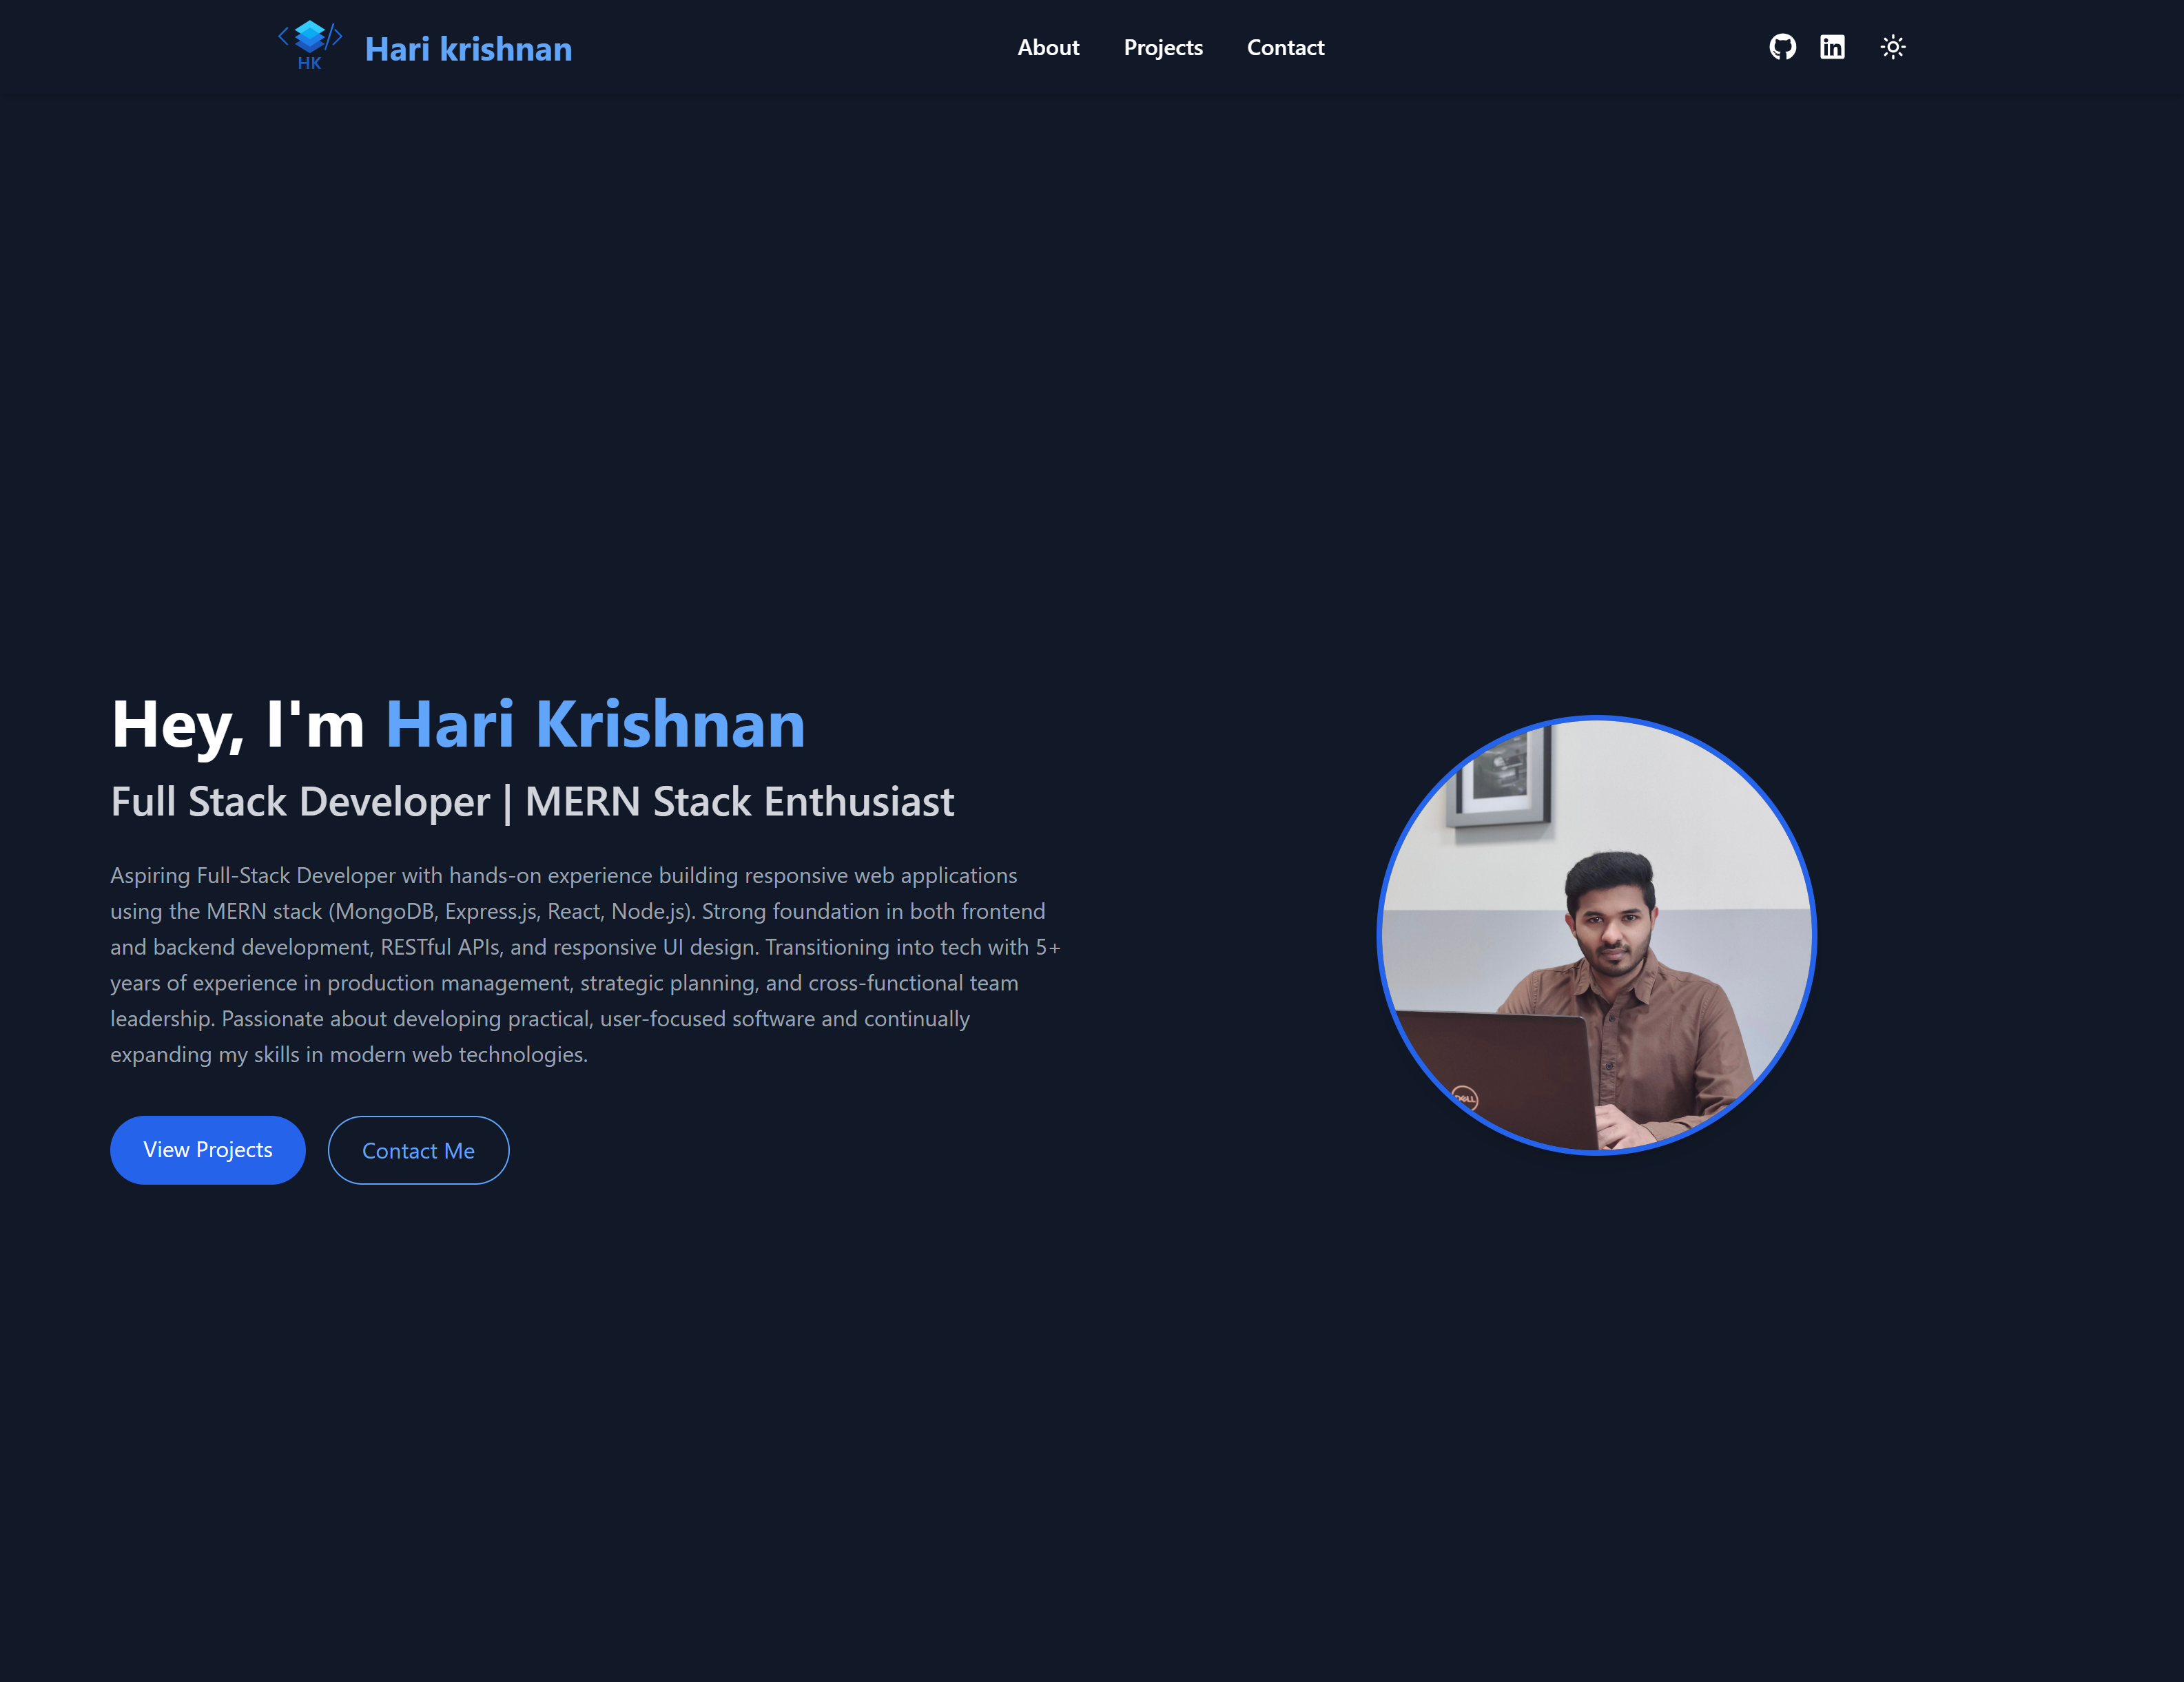 HK
Hari krishnan
About
Projects
Contact
Hey, I'm Hari Krishnan
Full Stack Developer | MERN Stack Enthusiast
Aspiring Full-Stack Developer with hands-on experience building responsive web applications
using the MERN stack (MongoDB, Express.js, React, Node.js). Strong foundation in both frontend
and backend development, RESTful APIs, and responsive UI design. Transitioning into tech with 5+
years of experience in production management, strategic planning, and cross-functional team
leadership. Passionate about developing practical, user-focused software and continually
expanding my skills in modern web technologies.
View Projects
Contact Me
DELL